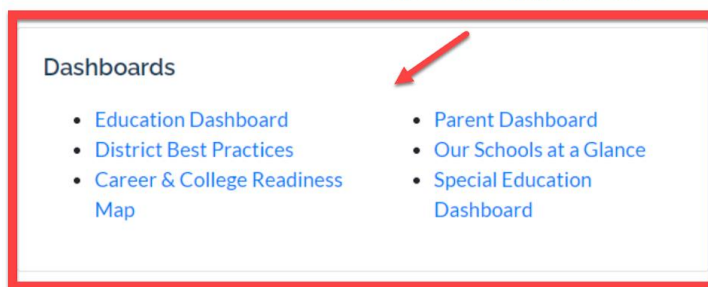 Dashboards
Education Dashboard
District Best Practices
Career & College Readiness
Map
Parent Dashboard
Our Schools at a Glance
Special Education
Dashboard